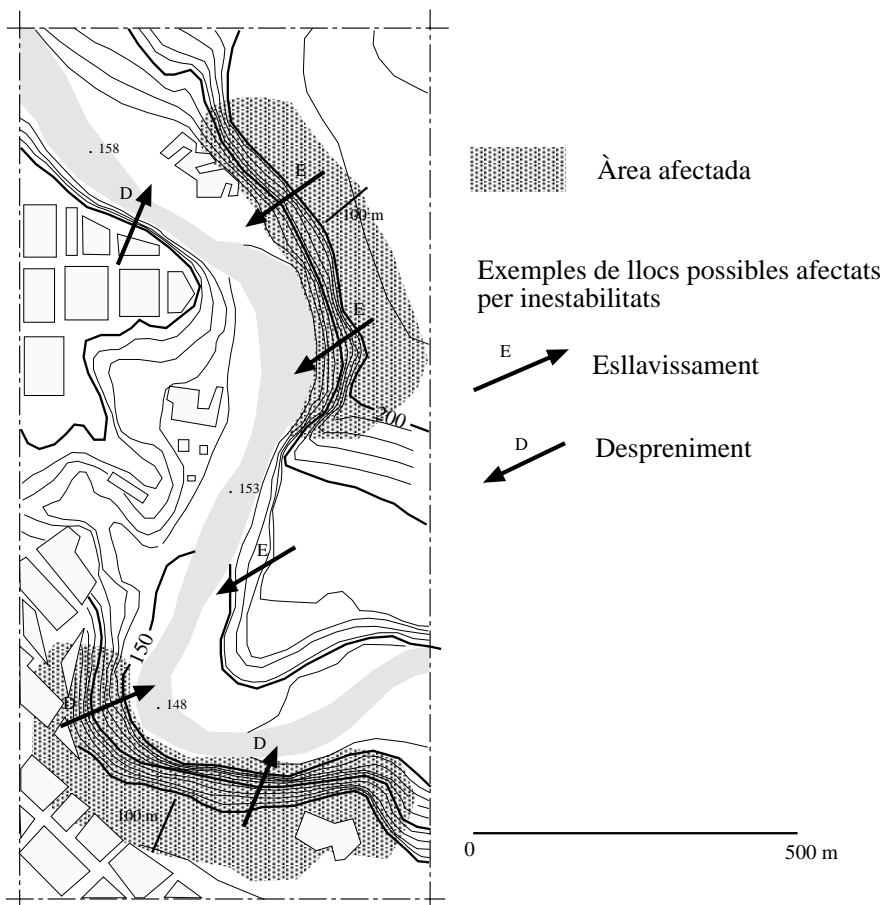 158
D
E
100 m
E
200
153
E
150
D
148
D
100 m
Àrea afectada
Exemples de llocs possibles afectats
per inestabilitats
E
Esllavissament
D
Despreniment
0
500 m